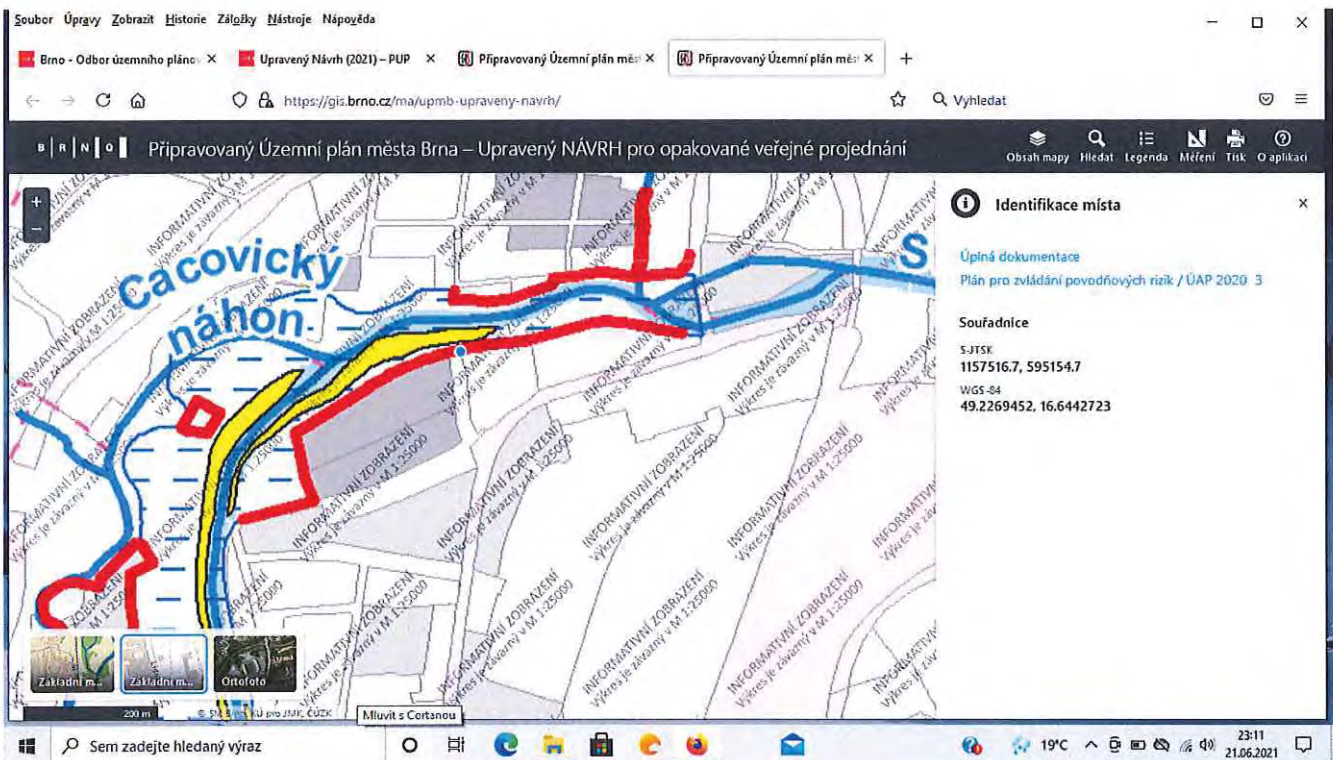 Soubor Úpravy Zobrazit Historie Záložky Nástroje Nápověda
Brno - Odbor územního pláno
Upravený Návrh (2021) – PUP
Připravovaný Územní plán měs
Připravovaný Územní plán měs
https://gis.brno.cz/ma/upmb-upraveny-navrh/
Vyhledat
BRNO
Připravovaný Územní plán města Brna – Upravený NÁVRH pro opakované veřejné projednání
Obsah mapy Hledat Legenda Měření Tisk O aplikaci
+
−
Cacovický
náhon
S
INFORMATIVNÍ ZOBRAZENÍ
Výkres je závazný v M 1:25000
Identifikace místa
Úplná dokumentace
Plán pro zvládání povodňových rizik / ÚAP 2020 3
Souřadnice
S-JTSK
1157516.7, 595154.7
WGS-84
49.2269452, 16.6442723
Základní m...
Základní m...
Ortofoto
200 m
Mluvit s Cortanou
Sem zadejte hledaný výraz
19°C
23:11
21.06.2021